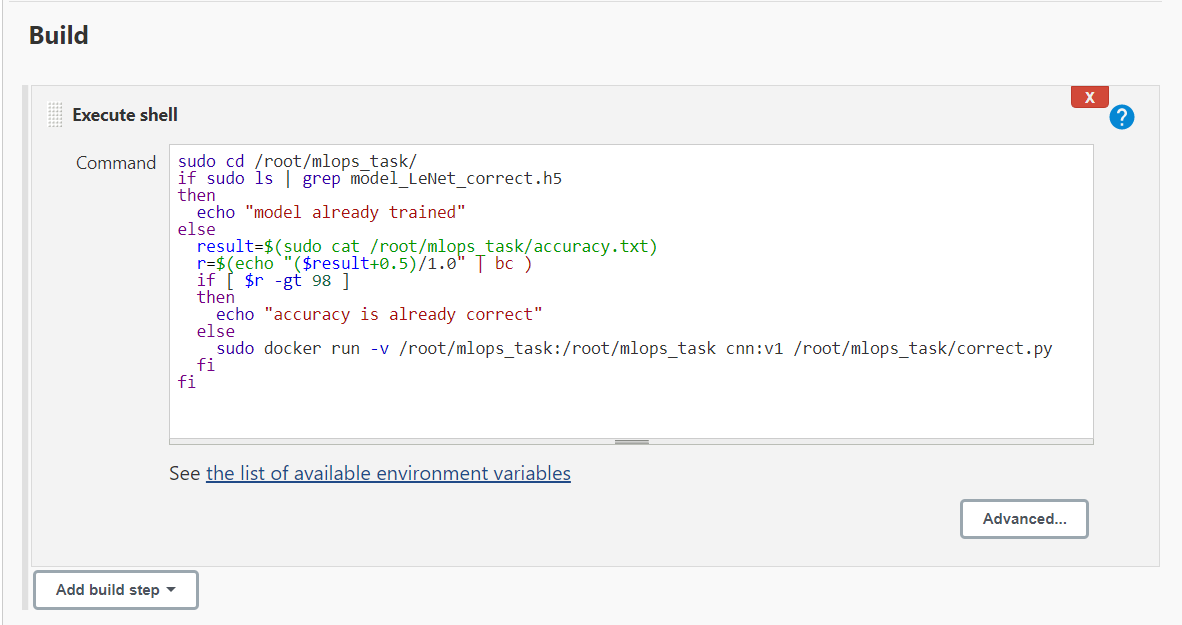 Build
Execute shell
X
?
Command
sudo cd /root/mlops_task/
if sudo ls | grep model_LeNet_correct.h5
then
  echo "model already trained"
else
  result=$(sudo cat /root/mlops_task/accuracy.txt)
  r=$(echo "($result+0.5)/1.0" | bc )
  if [ $r -gt 98 ]
  then
    echo "accuracy is already correct"
  else
    sudo docker run -v /root/mlops_task:/root/mlops_task cnn:v1 /root/mlops_task/correct.py
  fi
fi
See the list of available environment variables
Advanced...
Add build step